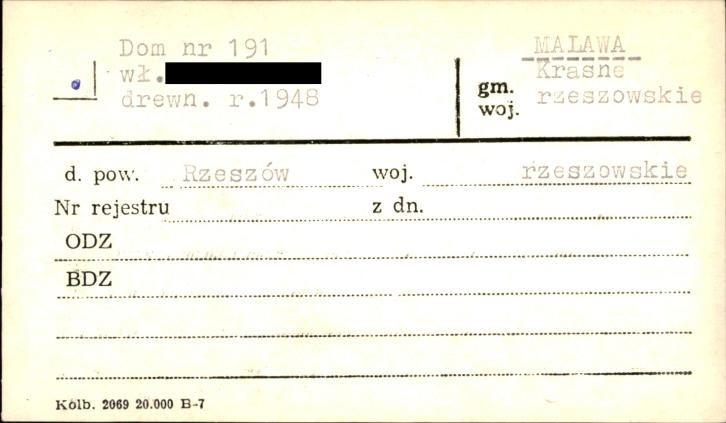 Dom nr 191
wł.
drewn. r.1948
MALAWA
gm. Krasne
woj. rzeszowskie
d. pow. Rzeszów woj. rzeszowskie
Nr rejestru z dn.
ODZ
BDZ
Kolb. 2069 20.000 B-7